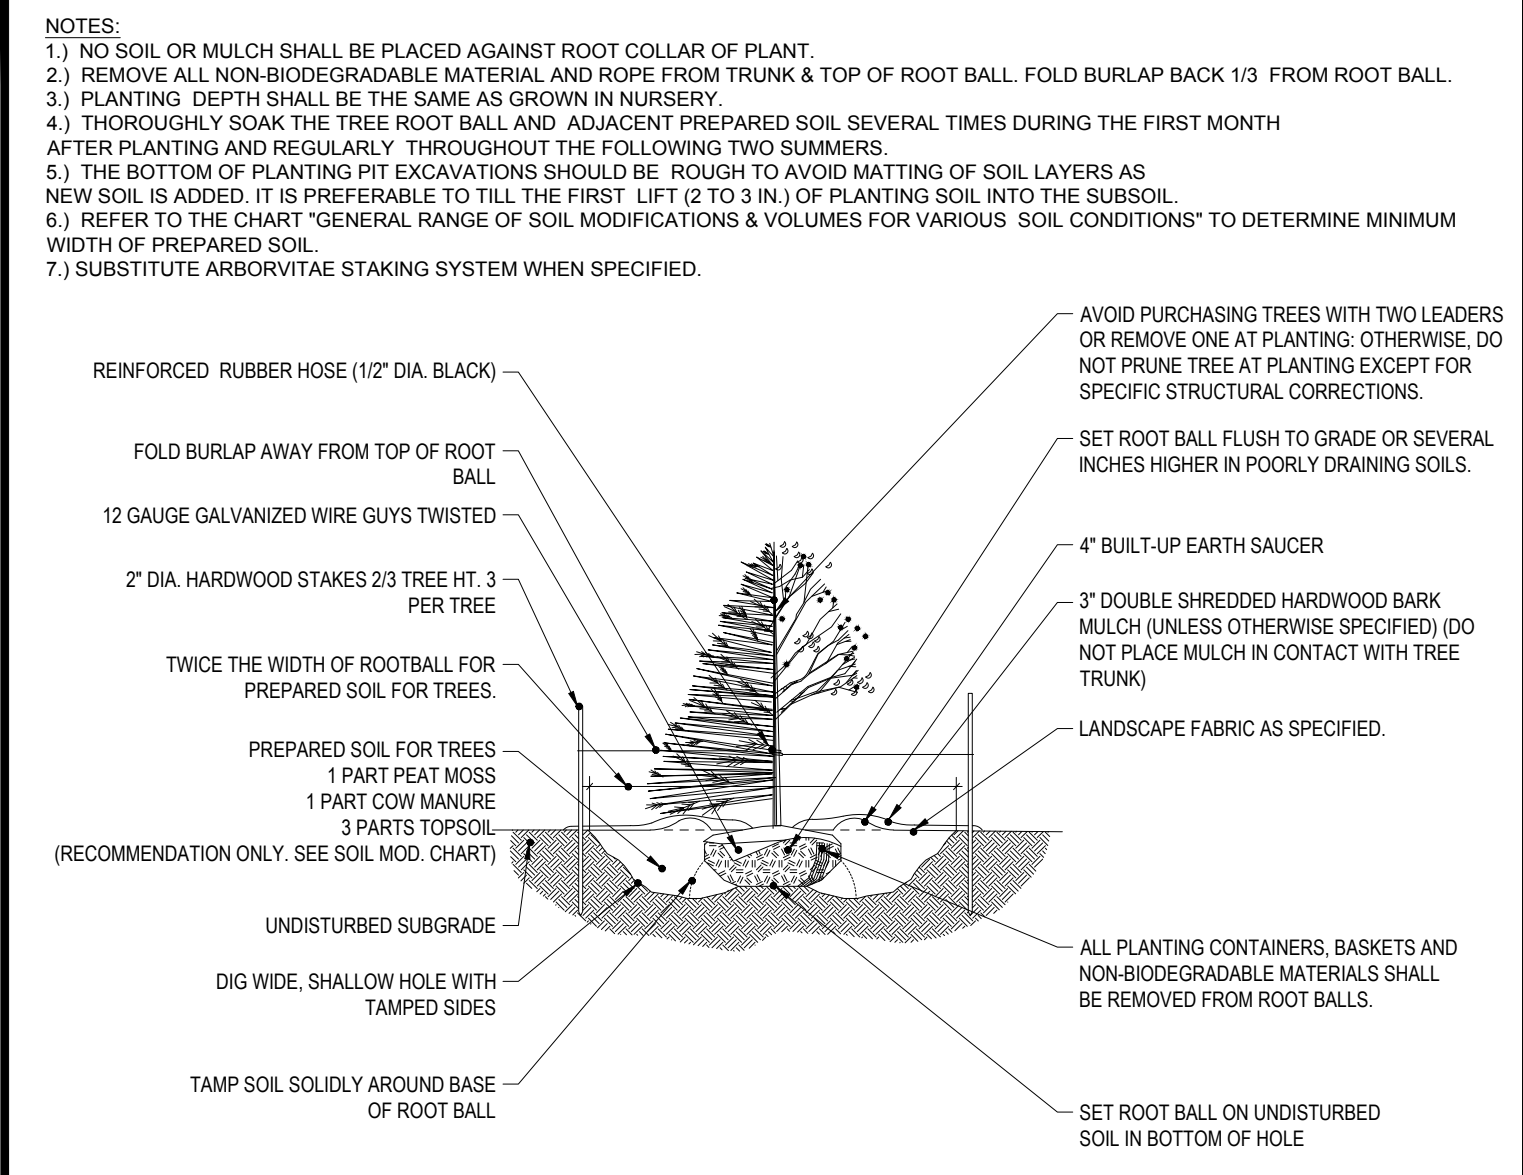 NOTES:
1.) NO SOIL OR MULCH SHALL BE PLACED AGAINST ROOT COLLAR OF PLANT.
2.) REMOVE ALL NON-BIODEGRADABLE MATERIAL AND ROPE FROM TRUNK & TOP OF ROOT BALL. FOLD BURLAP BACK 1/3 FROM ROOT BALL.
3.) PLANTING DEPTH SHALL BE THE SAME AS GROWN IN NURSERY.
4.) THOROUGHLY SOAK THE TREE ROOT BALL AND ADJACENT PREPARED SOIL SEVERAL TIMES DURING THE FIRST MONTH
AFTER PLANTING AND REGULARLY THROUGHOUT THE FOLLOWING TWO SUMMERS.
5.) THE BOTTOM OF PLANTING PIT EXCAVATIONS SHOULD BE ROUGH TO AVOID MATTING OF SOIL LAYERS AS
NEW SOIL IS ADDED. IT IS PREFERABLE TO TILL THE FIRST LIFT (2 TO 3 IN.) OF PLANTING SOIL INTO THE SUBSOIL.
6.) REFER TO THE CHART "GENERAL RANGE OF SOIL MODIFICATIONS & VOLUMES FOR VARIOUS SOIL CONDITIONS" TO DETERMINE MINIMUM
WIDTH OF PREPARED SOIL.
7.) SUBSTITUTE ARBORVITAE STAKING SYSTEM WHEN SPECIFIED.
REINFORCED RUBBER HOSE (1/2" DIA. BLACK)
FOLD BURLAP AWAY FROM TOP OF ROOT
BALL
12 GAUGE GALVANIZED WIRE GUYS TWISTED
2" DIA. HARDWOOD STAKES 2/3 TREE HT. 3
PER TREE
TWICE THE WIDTH OF ROOTBALL FOR
PREPARED SOIL FOR TREES.
PREPARED SOIL FOR TREES
1 PART PEAT MOSS
1 PART COW MANURE
3 PARTS TOPSOIL
(RECOMMENDATION ONLY. SEE SOIL MOD. CHART)
UNDISTURBED SUBGRADE
DIG WIDE, SHALLOW HOLE WITH
TAMPED SIDES
TAMP SOIL SOLIDLY AROUND BASE
OF ROOT BALL
AVOID PURCHASING TREES WITH TWO LEADERS
OR REMOVE ONE AT PLANTING: OTHERWISE, DO
NOT PRUNE TREE AT PLANTING EXCEPT FOR
SPECIFIC STRUCTURAL CORRECTIONS.
SET ROOT BALL FLUSH TO GRADE OR SEVERAL
INCHES HIGHER IN POORLY DRAINING SOILS.
4" BUILT-UP EARTH SAUCER
3" DOUBLE SHREDDED HARDWOOD BARK
MULCH (UNLESS OTHERWISE SPECIFIED) (DO
NOT PLACE MULCH IN CONTACT WITH TREE
TRUNK)
LANDSCAPE FABRIC AS SPECIFIED.
ALL PLANTING CONTAINERS, BASKETS AND
NON-BIODEGRADABLE MATERIALS SHALL
BE REMOVED FROM ROOT BALLS.
SET ROOT BALL ON UNDISTURBED
SOIL IN BOTTOM OF HOLE